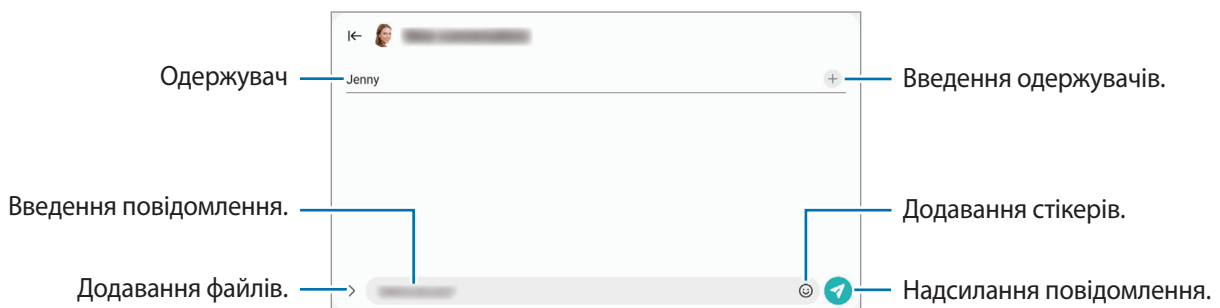 Одержувач
Jenny
Введення одержувачів.
Введення повідомлення.
Додавання стікерів.
Додавання файлів.
Надсилання повідомлення.